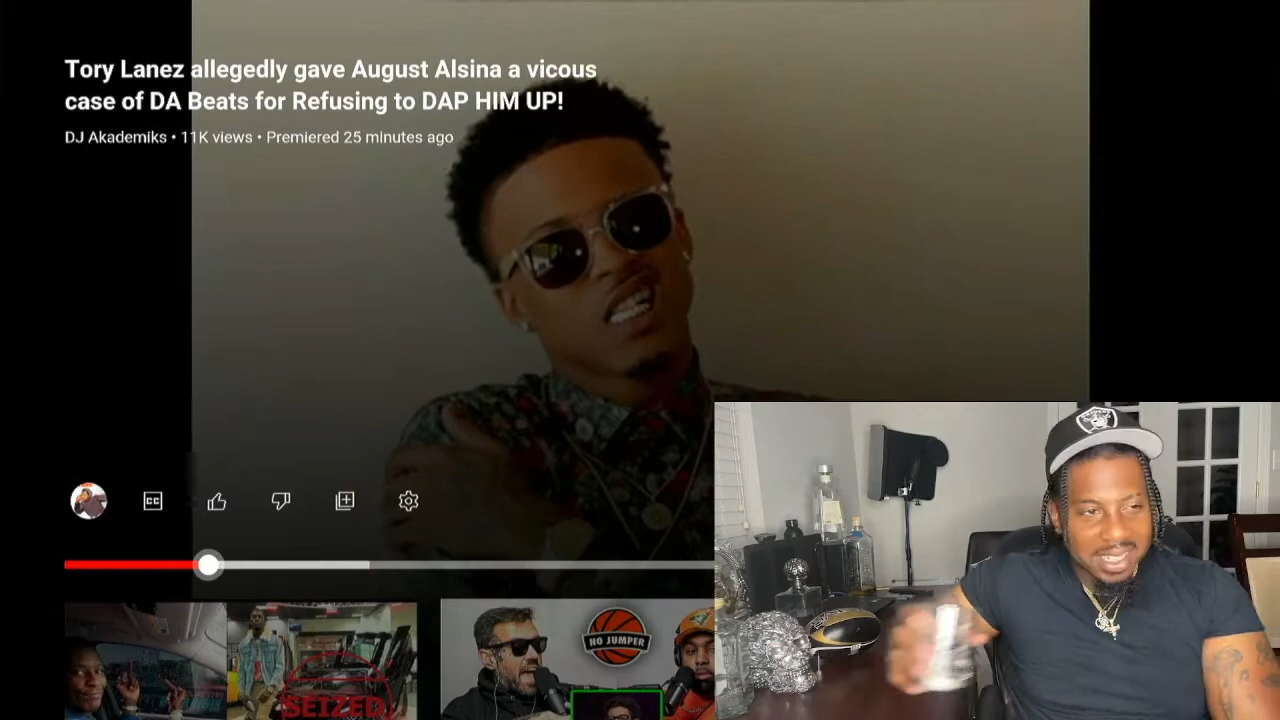 Tory Lanez allegedly gave August Alsina a vicious
case of DA Beats for Refusing to DAP HIM UP!
DJ Akademiks • 11K views • Premiered 25 minutes ago
CC
NO JUMPER
SEIZED